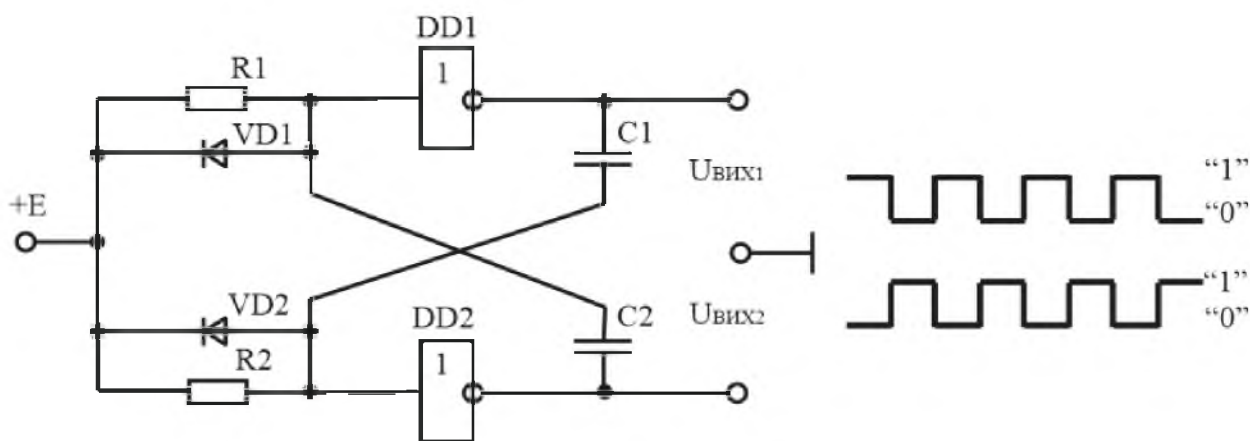 DD1
R1
1
VD1
C1
Uвих1
“1”
+E
“0”
VD2
C2
Uвих2
“1”
DD2
“0”
R2
1